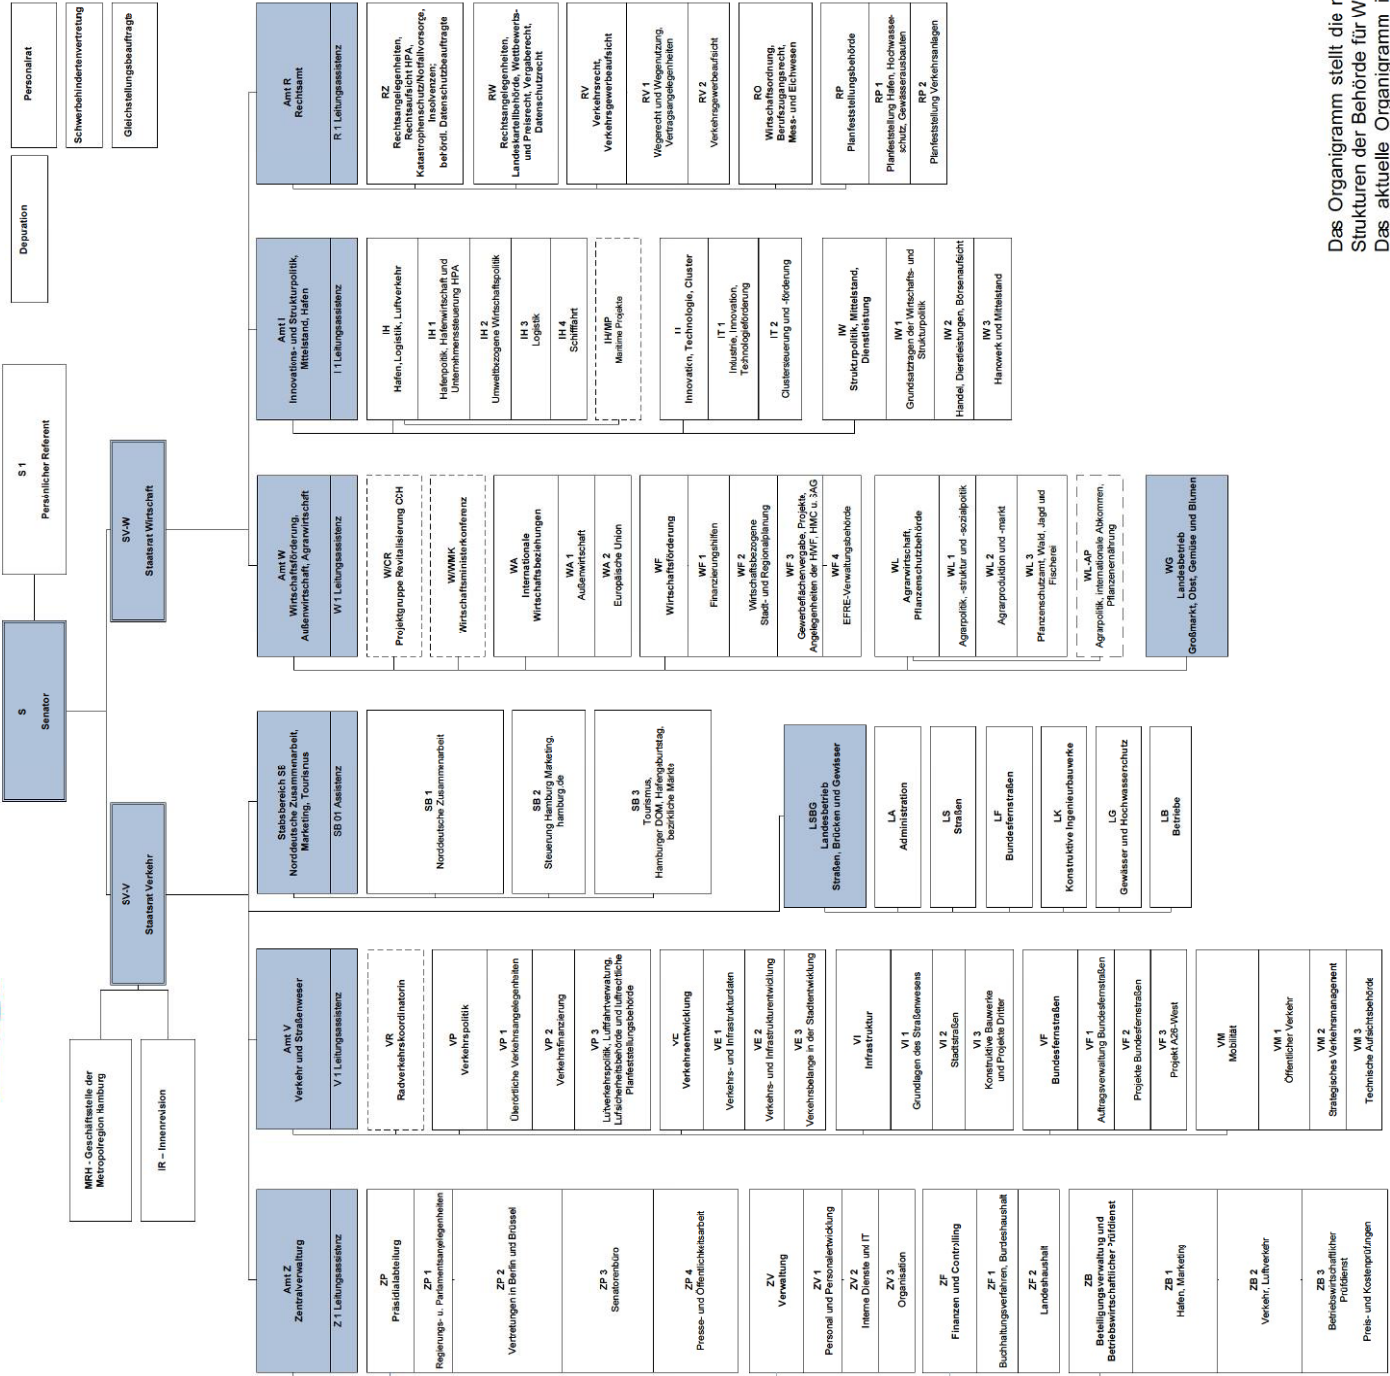 S
Senator
S 1
Persönlicher Referent
Deputation
Personalrat
Schwerbehindertenvertretung
Gleichstellungsbeauftragte
MRH - Geschäftsstelle der
Metropolregion Hamburg
IR – Innenrevision
SV-V
Staatsrat Verkehr
SV-W
Staatsrat Wirtschaft
Amt Z
Zentralverwaltung
Z 1 Leitungsassistenz
ZP
Präsidialabteilung
ZP 1
Regierungs- u. Parlamentsangelegenheiten
ZP 2
Vertretungen in Berlin und Brüssel
ZP 3
Senatorenbüro
ZP 4
Presse- und Öffentlichkeitsarbeit
ZV
Verwaltung
ZV 1
Personal und Personalentwicklung
ZV 2
Interne Dienste und IT
ZV 3
Organisation
ZF
Finanzen und Controlling
ZF 1
Buchhaltungsverfahren, Bundeshaushalt
ZF 2
Landeshaushalt
ZB
Beteiligungsverwaltung und
Betriebswirtschaftlicher Prüfdienst
ZB 1
Hafen, Marketing
ZB 2
Verkehr, Luftverkehr
ZB 3
Betriebswirtschaftlicher
Prüfdienst
Preis- und Kostenprüfungen
Amt V
Verkehr und Straßenwesen
V 1 Leitungsassistenz
VR
Radverkehrskoordinatorin
VP
Verkehrspolitik
VP 1
Überörtliche Verkehrsangelegenheiten
VP 2
Verkehrsfinanzierung
VP 3
Luftverkehrspolitik, Luftfahrtverwaltung,
Luftsicherheitsbehörde und luftrechtliche
Planfeststellungsbehörde
VE
Verkehrsentwicklung
VE 1
Verkehrs- und Infrastrukturdaten
VE 2
Verkehrs- und Infrastrukturentwicklung
VE 3
Verkehrsbelange in der Stadtentwicklung
VI
Infrastruktur
VI 1
Grundlagen des Straßenwesens
VI 2
Stadtstraßen
VI 3
Konstruktive Bauwerke
und Projekte Dritter
VF
Bundesfernstraßen
VF 1
Auftragsverwaltung Bundesfernstraßen
VF 2
Projekte Bundesfernstraßen
VF 3
Projekt A26-West
VM
Mobilität
VM 1
Öffentlicher Verkehr
VM 2
Strategisches Verkehrsmanagement
VM 3
Technische Aufsichtsbehörde
Stabsbereich SB
Norddeutsche Zusammenarbeit,
Marketing, Tourismus
SB 01 Assistenz
SB 1
Norddeutsche Zusammenarbeit
SB 2
Steuerung Hamburg Marketing,
hamburg.de
SB 3
Tourismus,
Hamburger DOM, Hafengeburtstag,
bezirkliche Märkte
LSBG
Landesbetrieb
Straßen, Brücken und Gewässer
LA
Administration
LS
Straßen
LF
Bundesfernstraßen
LK
Konstruktive Ingenieurbauwerke
LG
Gewässer und Hochwasserschutz
LB
Betriebe
Amt W
Wirtschaftsförderung,
Außenwirtschaft, Agrarwirtschaft
W 1 Leitungsassistenz
W/CR
Projektgruppe Revitalisierung CCH
W/WMK
Wirtschaftsministerkonferenz
WA
Internationale
Wirtschaftsbeziehungen
WA 1
Außenwirtschaft
WA 2
Europäische Union
WF
Wirtschaftsförderung
WF 1
Finanzierungshilfen
WF 2
Wirtschaftsbezogene
Stadt- und Regionalplanung
WF 3
Gewerbeflächenvergabe, Projekte,
Angelegenheiten der HWF, HMC u. SAG
WF 4
EFRE-Verwaltungsbehörde
WL
Agrarwirtschaft,
Pflanzenschutzbehörde
WL 1
Agrarpolitik, -struktur und -sozialpolitik
WL 2
Agrarproduktion und -markt
WL 3
Pflanzenschutzamt, Wald, Jagd und
Fischerei
WL-AP
Agrarpolitik, internationale Abkommen,
Pflanzenernährung
WG
Landesbetrieb
Großmarkt, Obst, Gemüse und Blumen
Amt I
Innovations- und Strukturpolitik,
Mittelstand, Hafen
I 1 Leitungsassistenz
IH
Hafen, Logistik, Luftverkehr
IH 1
Hafenpolitik, Hafenwirtschaft und
Unternehmenssteuerung HPA
IH 2
Umweltbezogene Wirtschaftspolitik
IH 3
Logistik
IH 4
Schifffahrt
IH/MP
Maritime Projekte
IT
Innovation, Technologie, Cluster
IT 1
Industrie, Innovation,
Technologieförderung
IT 2
Clustersteuerung und -förderung
IW
Strukturpolitik, Mittelstand,
Dienstleistung
IW 1
Grundsatzfragen der Wirtschafts- und
Strukturpolitik
IW 2
Handel, Dienstleistungen, Börsenaufsicht
IW 3
Handwerk und Mittelstand
Amt R
Rechtsamt
R 1 Leitungsassistenz
RZ
Rechtsangelegenheiten,
Rechtsaufsicht HPA,
Katastrophenschutz/Notfallvorsorge,
Insolvenzen;
behördl. Datenschutzbeauftragte
RW
Rechtsangelegenheiten,
Landeskartellbehörde, Wettbewerbs-
und Preisrecht, Vergaberecht,
Datenschutzrecht
RV
Verkehrsrecht,
Verkehrsgewerbeaufsicht
RV 1
Wegerecht und Wegenutzung,
Vertragsangelegenheiten
RV 2
Verkehrsgewerbeaufsicht
RO
Wirtschaftsordnung,
Berufszugangsrecht,
Mess- und Eichwesen
RP
Planfeststellungsbehörde
RP 1
Planfeststellung Hafen, Hochwasser-
schutz, Gewässerausbauten
RP 2
Planfeststellung Verkehrsanlagen
Das Organigramm stellt die
Strukturen der Behörde für
Das aktuelle Organigramm